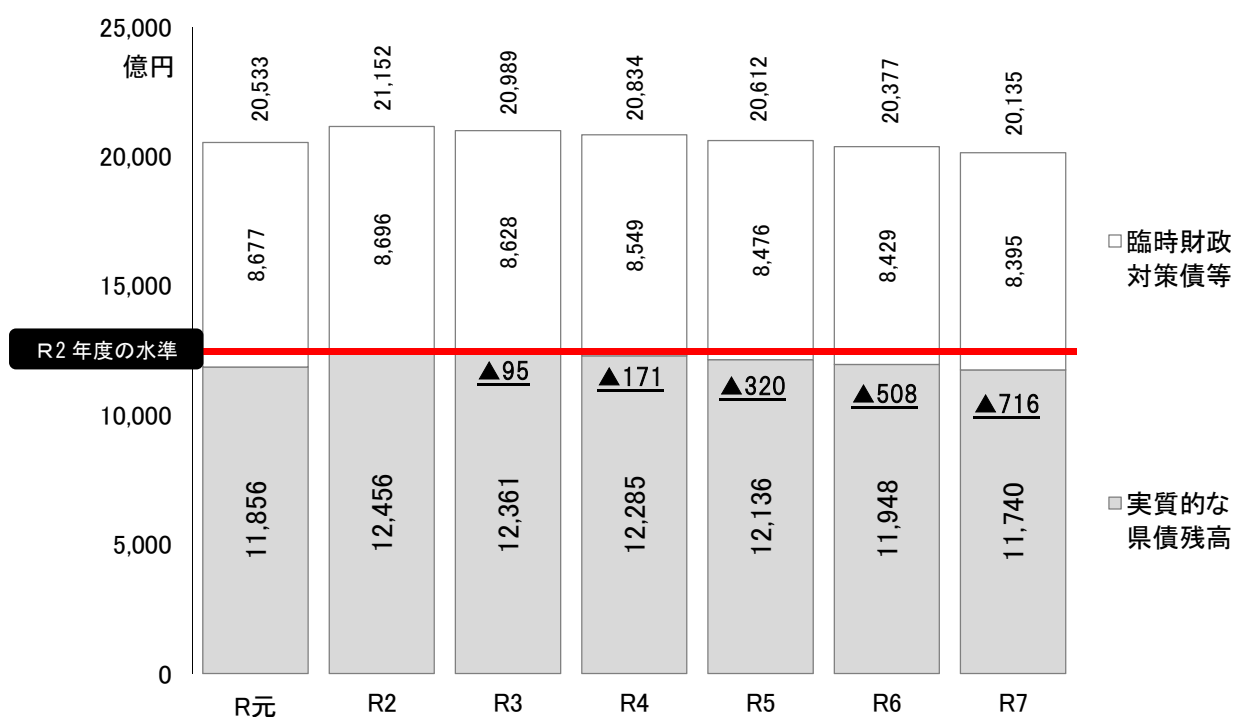 25,000
億円
20,000
15,000
10,000
5,000
0
20,533
21,152
20,989
20,834
20,612
20,377
20,135
8,677
8,696
8,628
8,549
8,476
8,429
8,395
R2年度の水準
▲95
▲171
▲320
▲508
▲716
11,856
12,456
12,361
12,285
12,136
11,948
11,740
R元
R2
R3
R4
R5
R6
R7
臨時財政
対策債等
実質的な
県債残高